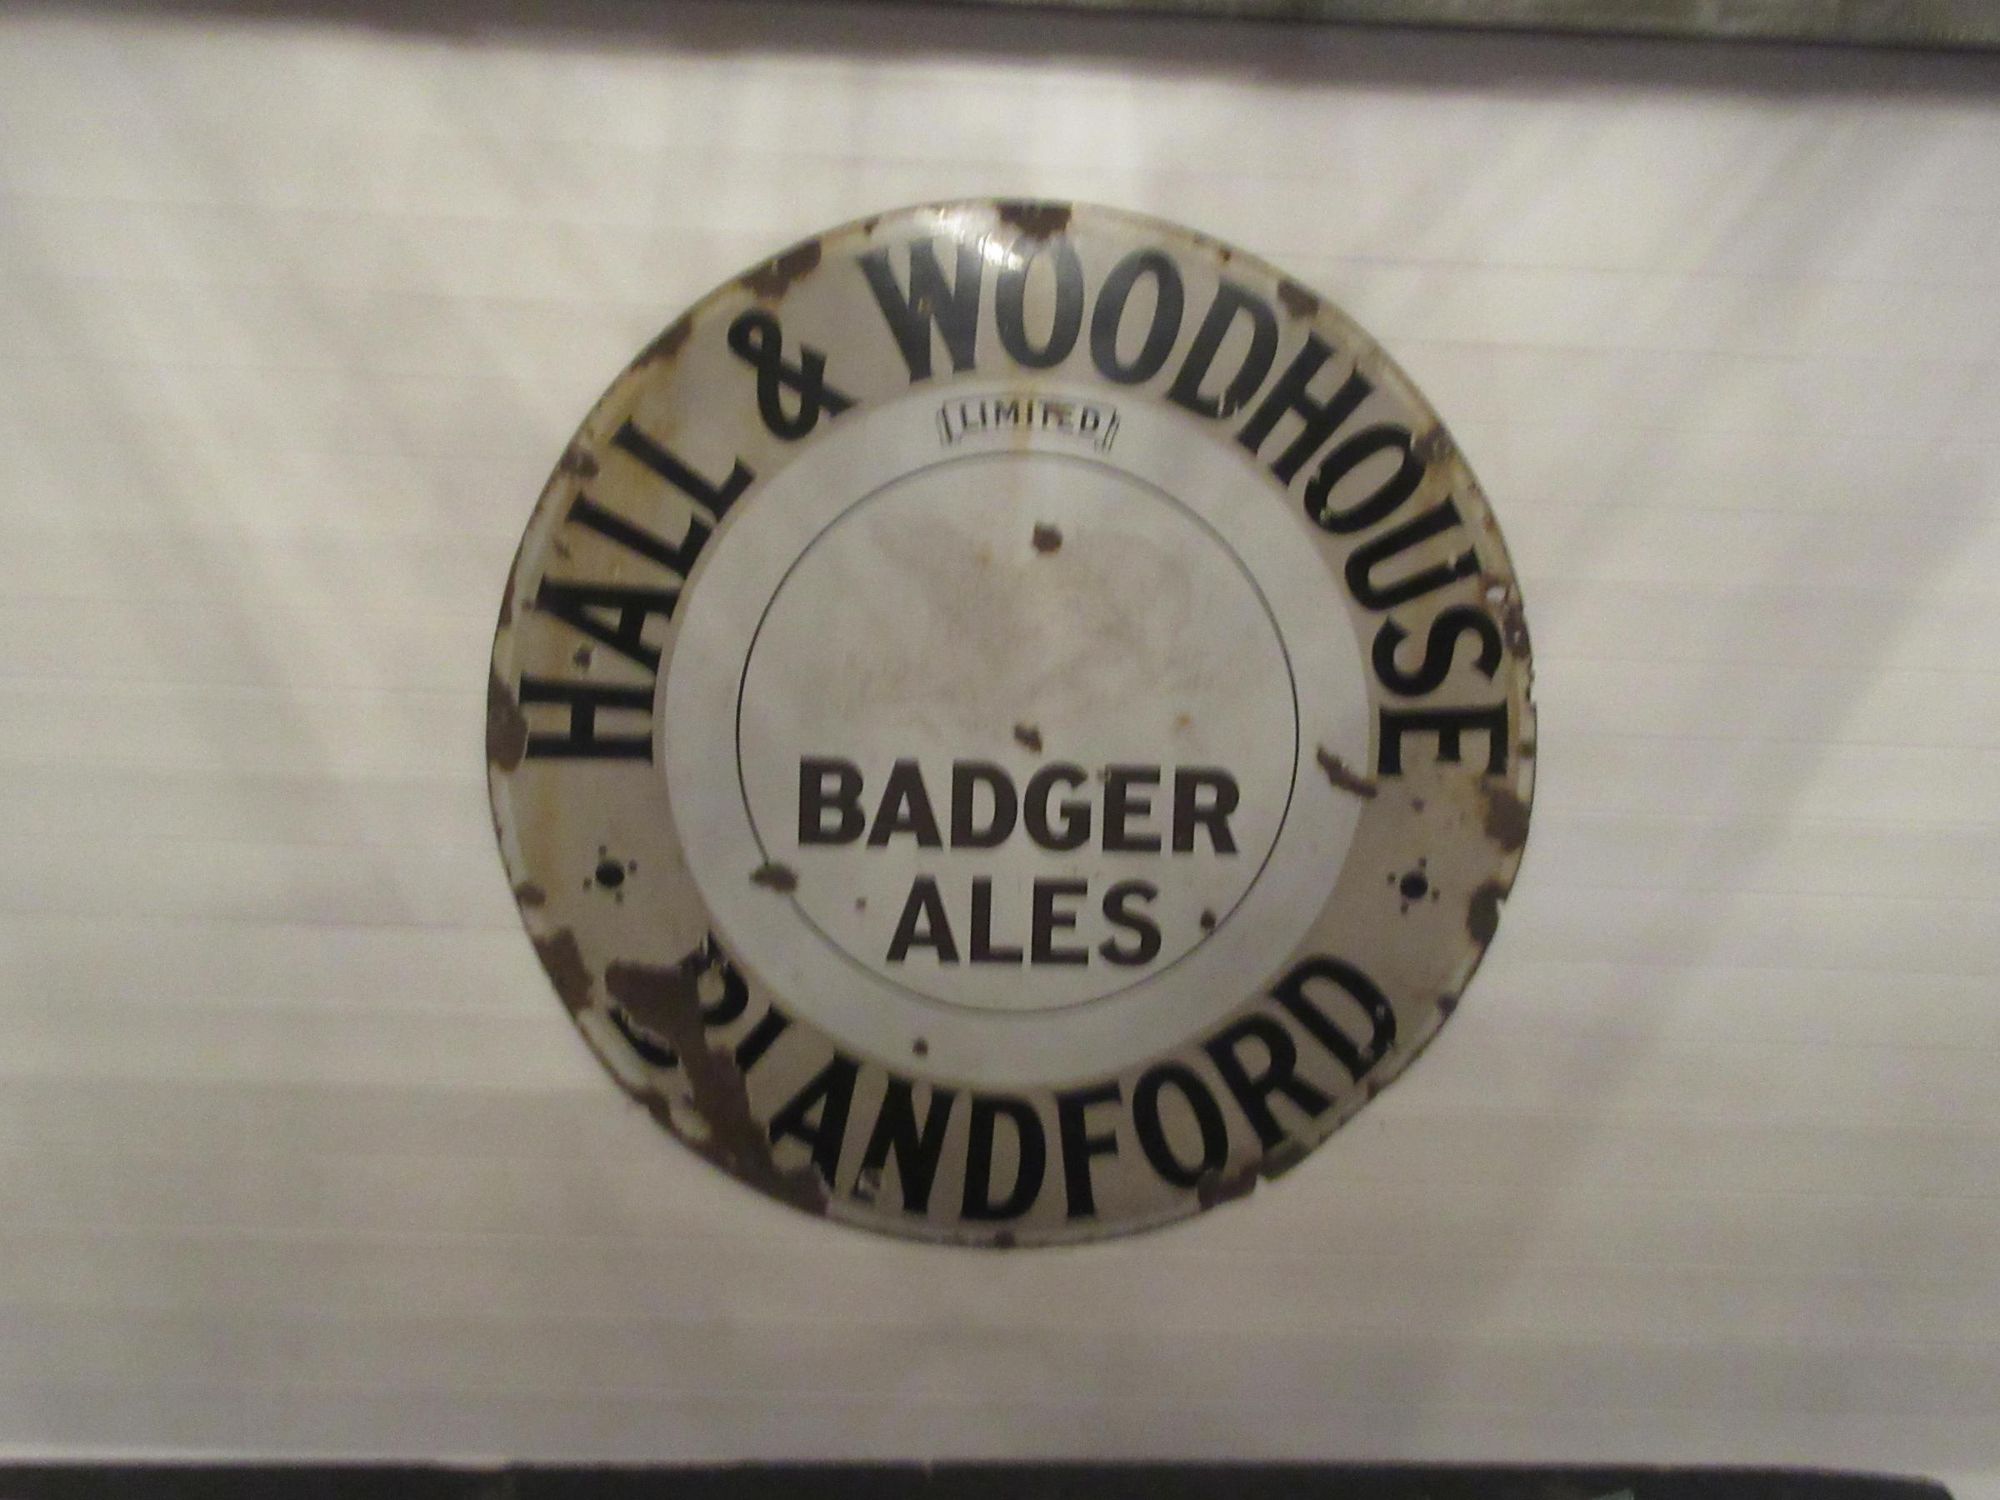 HALL & WOODHOUSE
LIMITED
BADGER
ALES
BLANDFORD